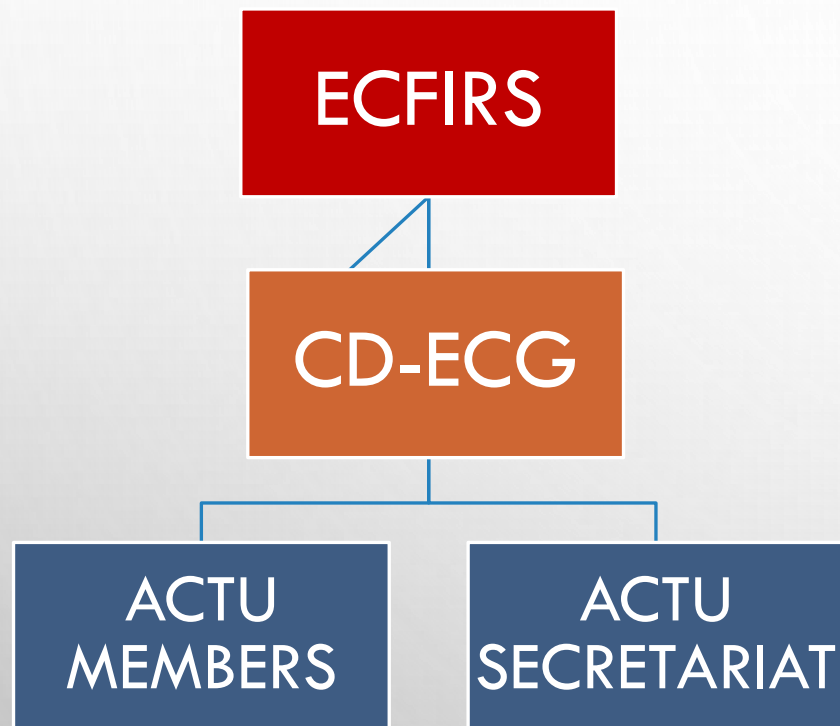 ECFIRS
CD-ECG
ACTU
MEMBERS
ACTU
SECRETARIAT